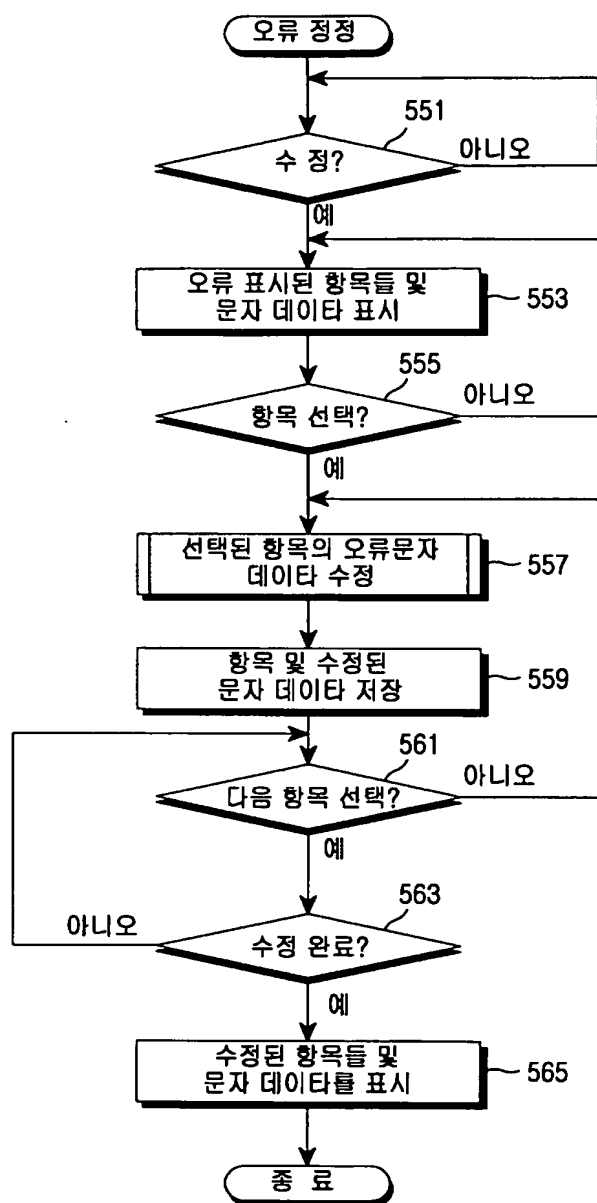 오류 정정
551
수 정?
아니오
예
오류 표시된 항목들 및
문자 데이타 표시
553
555
항목 선택?
아니오
예
선택된 항목의 오류문자
데이타 수정
557
항목 및 수정된
문자 데이타 저장
559
561
다음 항목 선택?
아니오
예
563
아니오
수정 완료?
예
수정된 항목들 및
문자 데이타를 표시
565
종 료